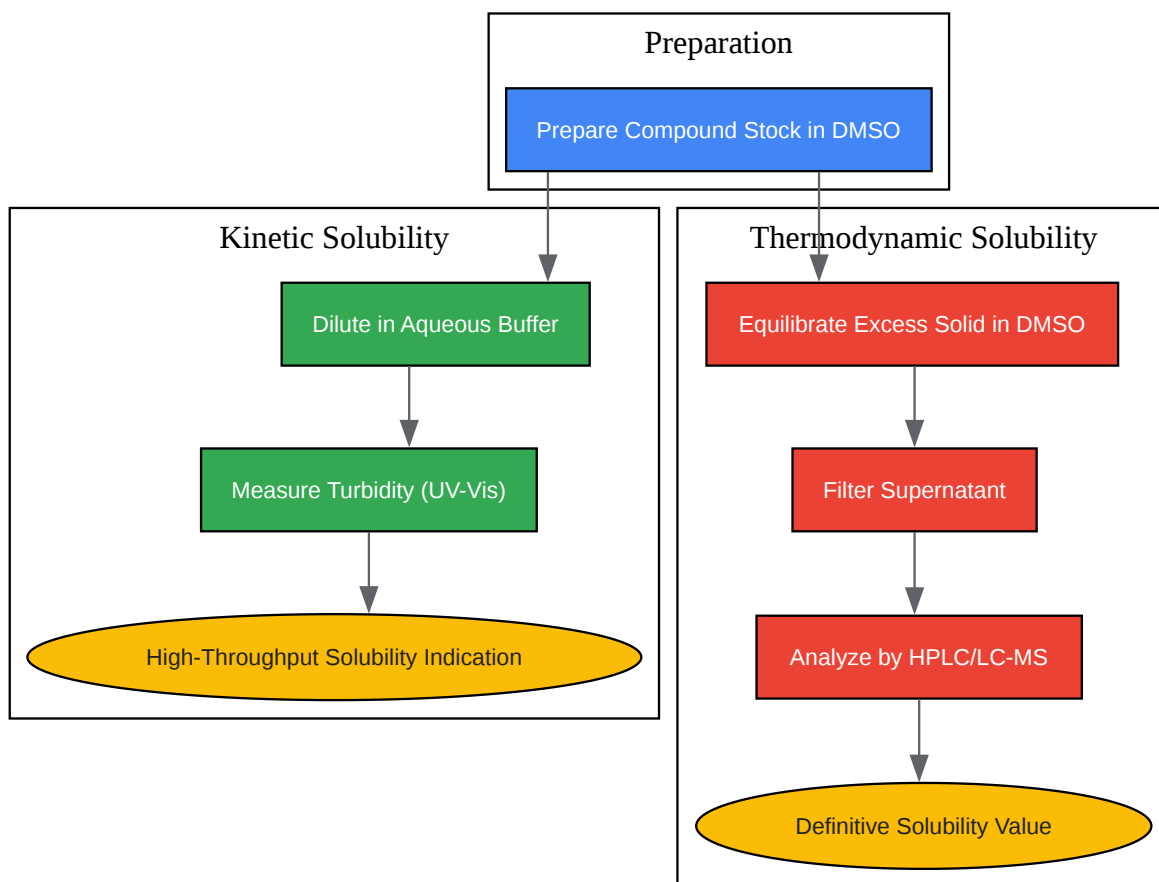 Preparation
Prepare Compound Stock in DMSO
Kinetic Solubility
Dilute in Aqueous Buffer
Measure Turbidity (UV-Vis)
High-Throughput Solubility Indication
Thermodynamic Solubility
Equilibrate Excess Solid in DMSO
Filter Supernatant
Analyze by HPLC/LC-MS
Definitive Solubility Value